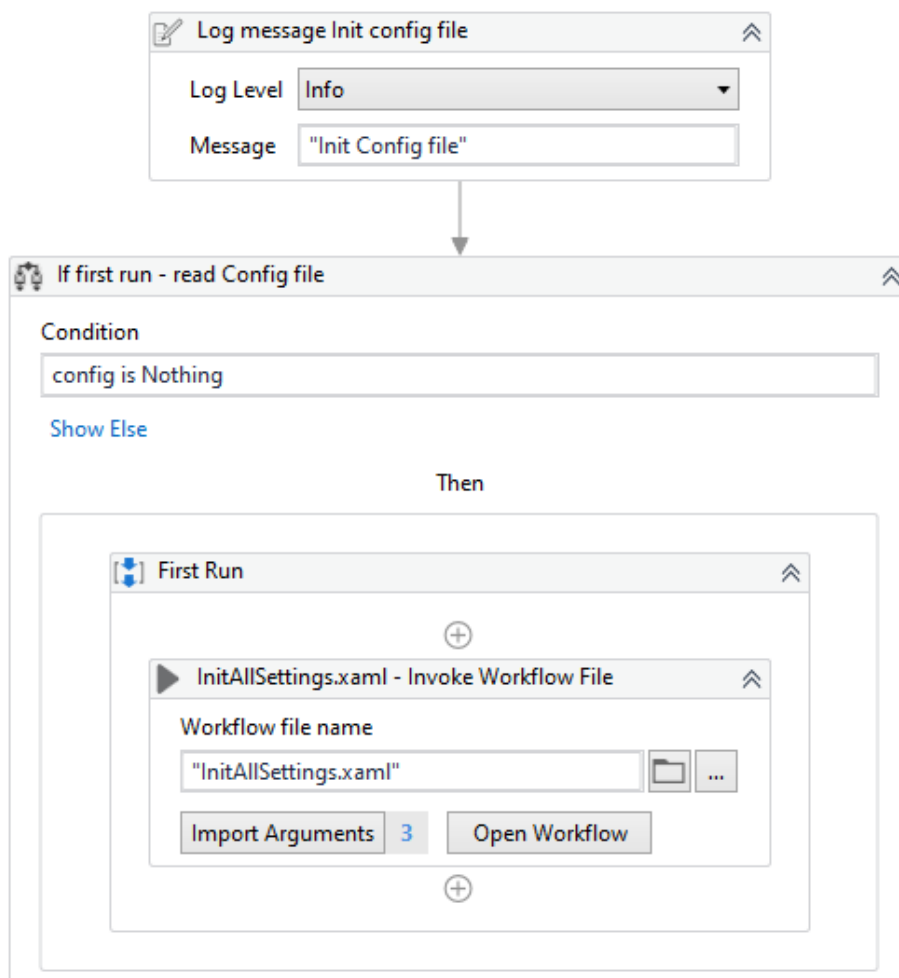 Log message Init config file
Log Level Info
Message "Init Config file"
If first run - read Config file
Condition
config is Nothing
Show Else
Then
First Run
InitAllSettings.xaml - Invoke Workflow File
Workflow file name
"InitAllSettings.xaml" ...
Import Arguments 3 Open Workflow